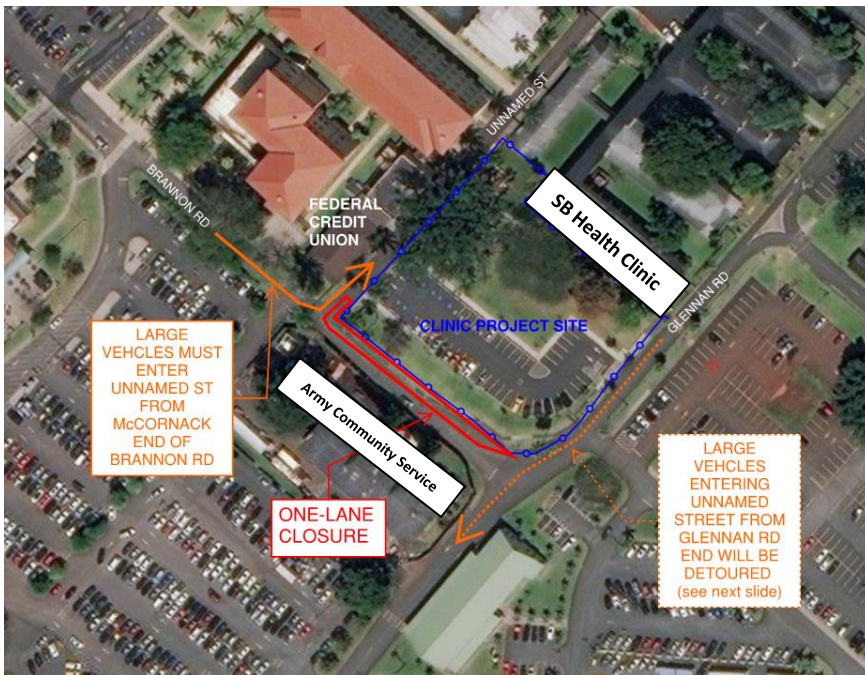 UNNAMED ST
BRANNON RD
FEDERAL
CREDIT
UNION
SB Health Clinic
GLENNAN RD
CLINIC PROJECT SITE
LARGE
VEHCLES MUST
ENTER
UNNAMED ST
FROM
McCORNACK
END OF
BRANNON RD
Army Community Service
ONE-LANE
CLOSURE
LARGE
VEHCLES
ENTERING
UNNAMED
STREET FROM
GLENNAN RD
END WILL BE
DETOURED
(see next slide)